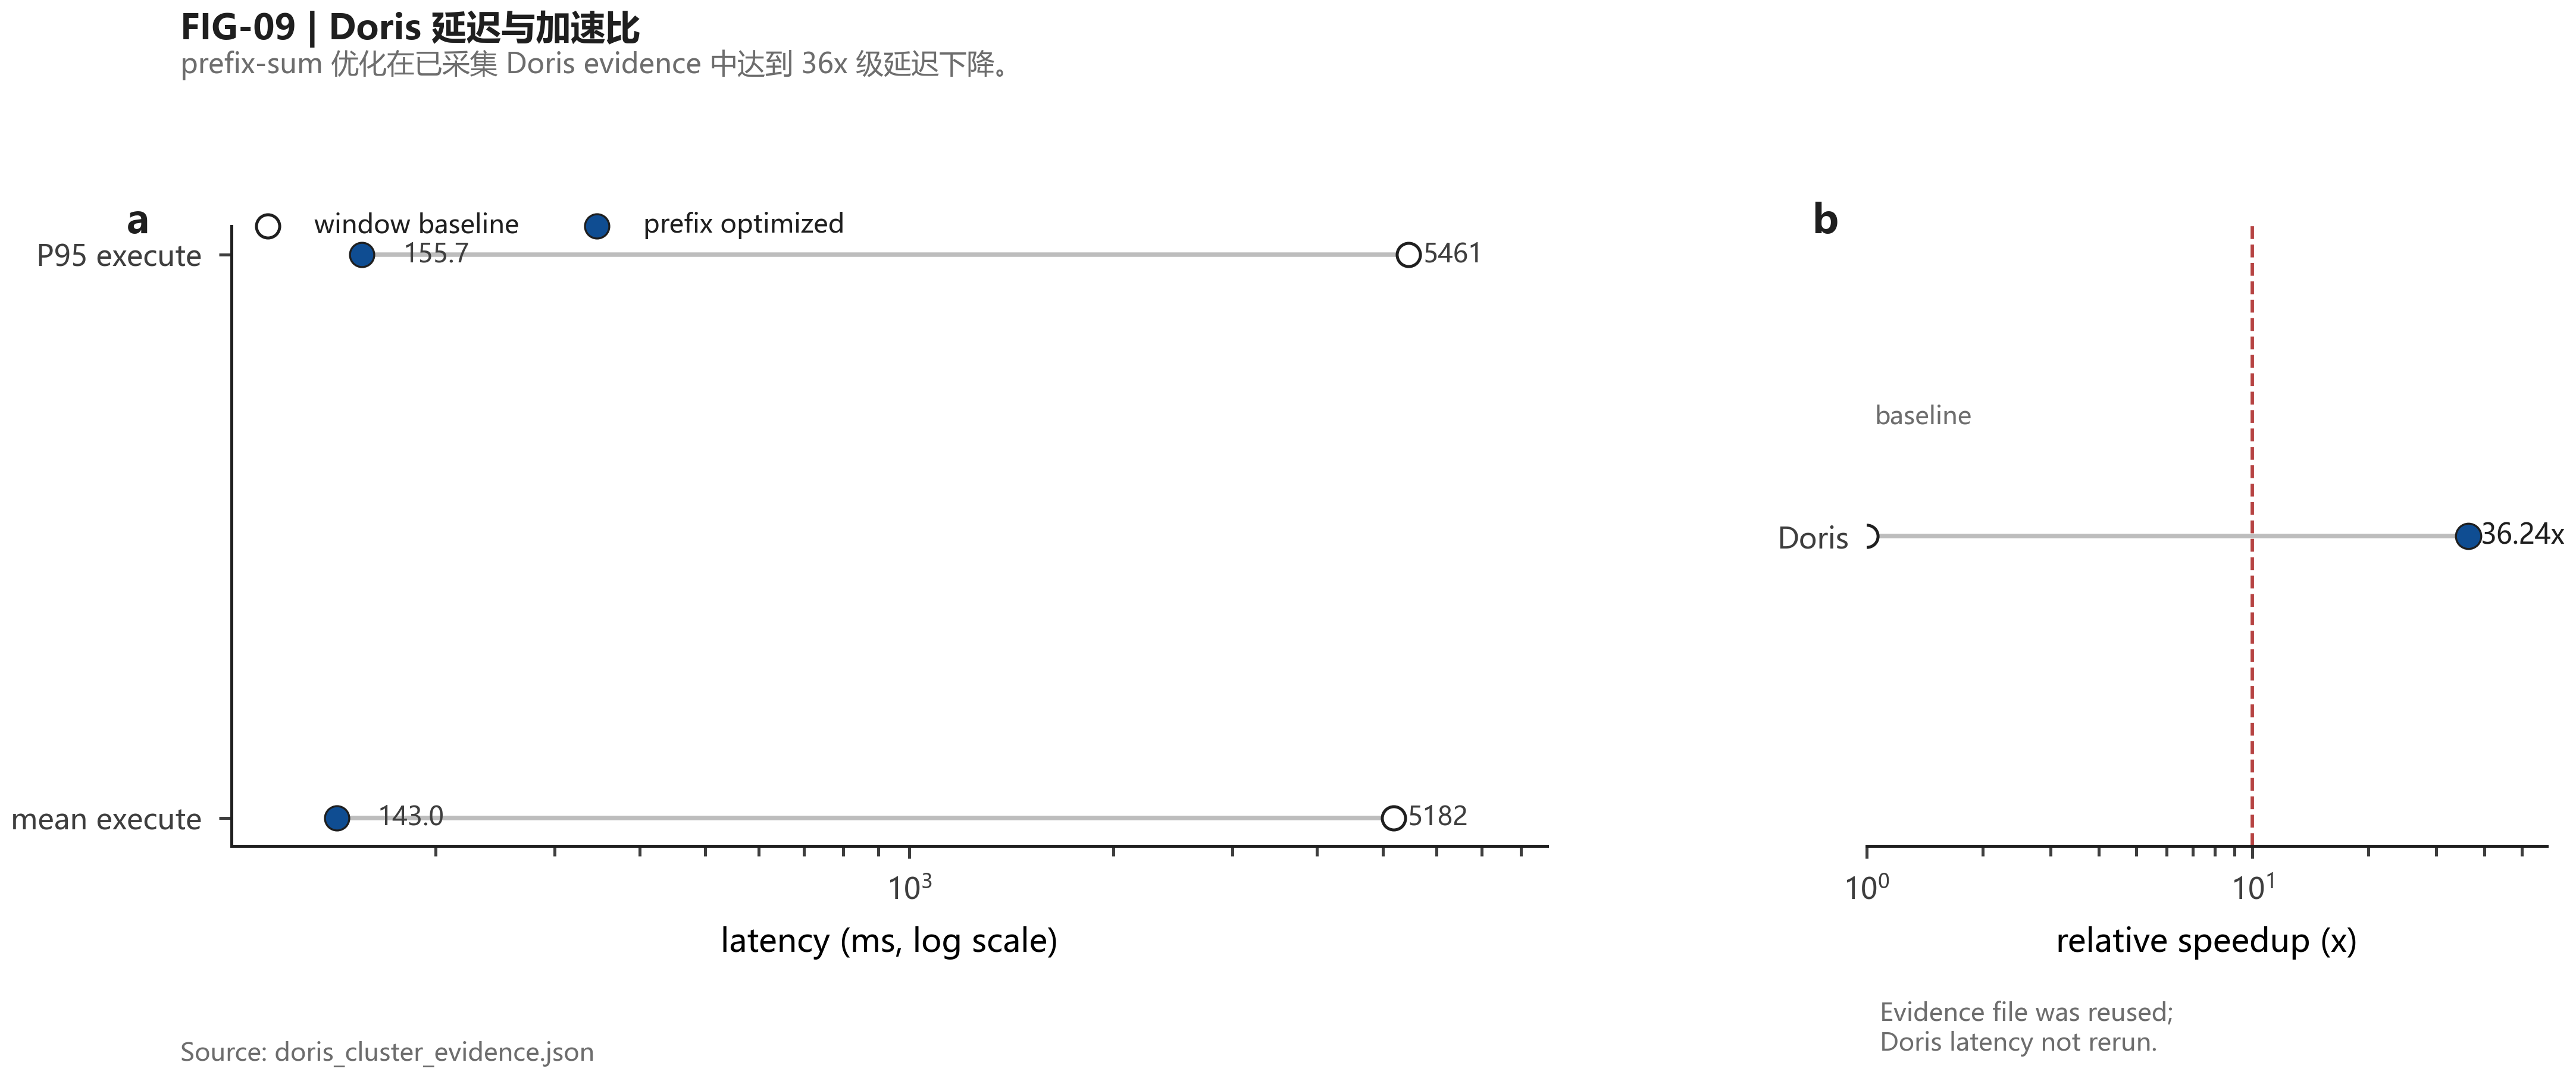 FIG-09 | Doris 延迟与加速比
prefix-sum 优化在已采集 Doris evidence 中达到 36x 级延迟下降。
a
window baseline
prefix optimized
P95 execute
155.7
5461
mean execute
143.0
5182
10³
latency (ms, log scale)
b
baseline
Doris
36.24x
10⁰
10¹
relative speedup (x)
Evidence file was reused;
Doris latency not rerun.
Source: doris_cluster_evidence.json